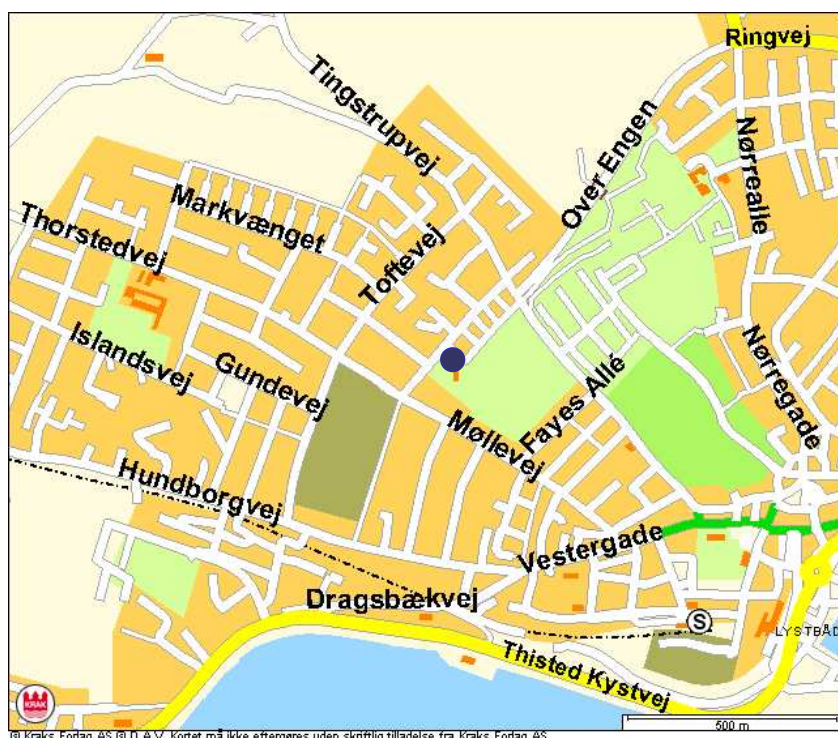 Ringvej
Tingstrupvej
Over Engen
Nørrealle
Markvænget
Thorstedvej
Toftevej
Islandsvej
Gundevej
Nørregade
Fayes Allé
Møllevej
Hundborgvej
Vestergade
Dragsbækvej
S
LYSTBÅD
Thisted Kystvej
KRAK
500 m
© Kraks Forlag AS © D.A.V. Kortet må ikke eftergøres uden skriftlig tilladelse fra Kraks Forlag AS